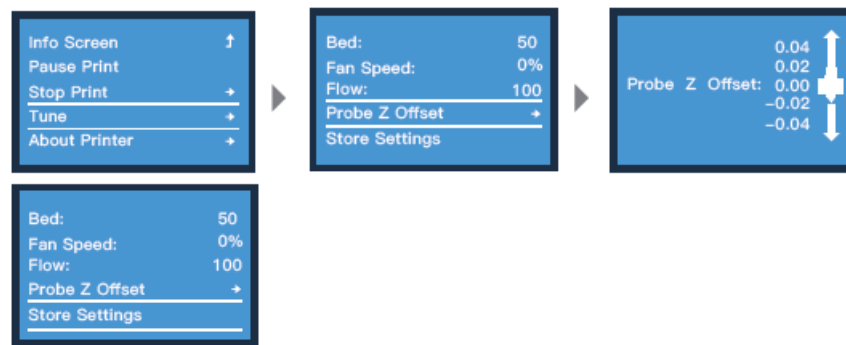 Info Screen
Pause Print
Stop Print
Tune
About Printer
Bed: 50
Fan Speed: 0%
Flow: 100
Probe Z Offset
Store Settings
0.04
0.02
Probe Z Offset: 0.00
-0.02
-0.04
Bed: 50
Fan Speed: 0%
Flow: 100
Probe Z Offset
Store Settings